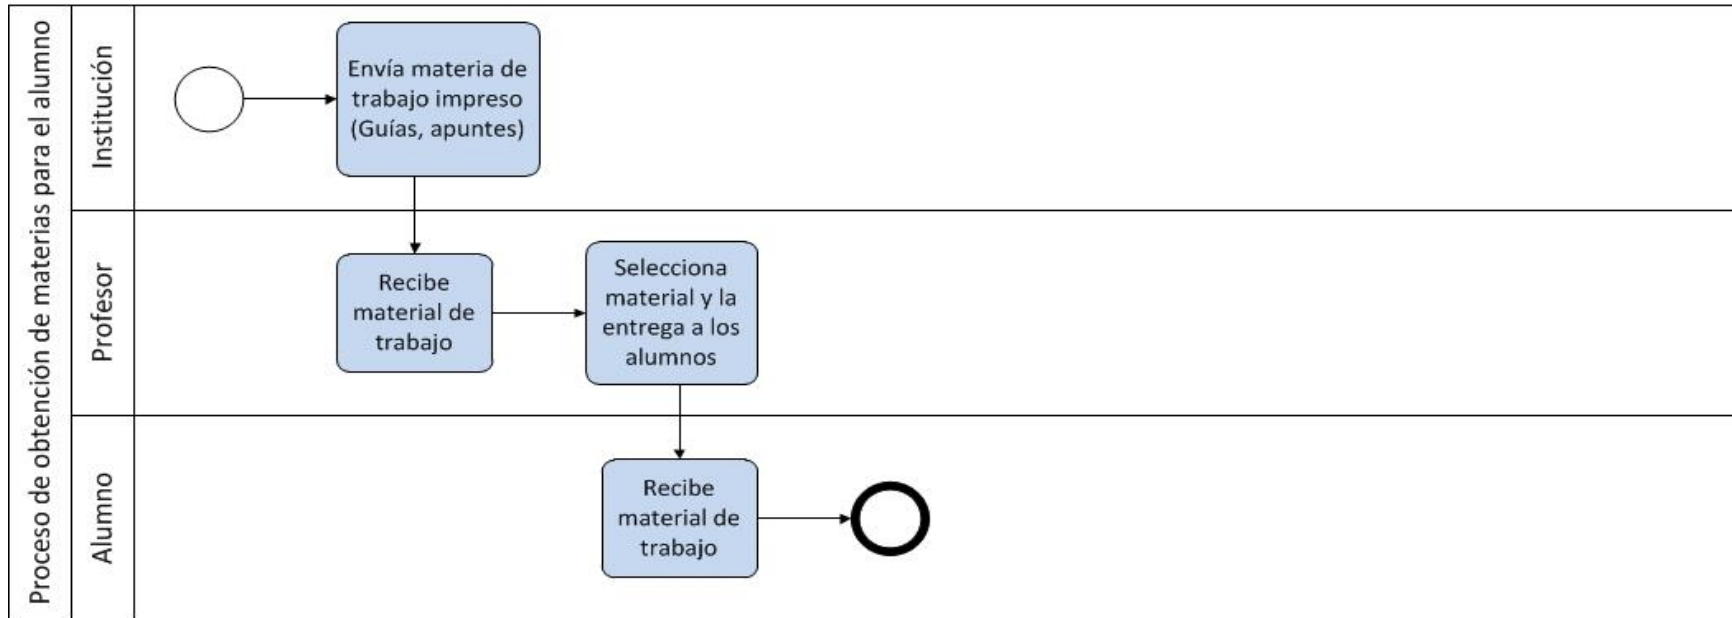 Proceso de obtención de materias para el alumno
Institución
Envía materia de
trabajo impreso
(Guías, apuntes)
Profesor
Recibe
material de
trabajo
Selecciona
material y la
entrega a los
alumnos
Alumno
Recibe
material de
trabajo